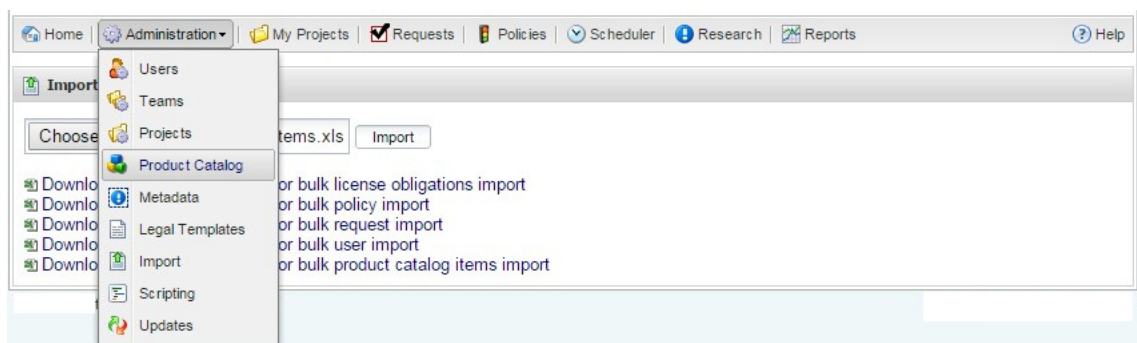 Home | Administration | My Projects | Requests | Policies | Scheduler | Research | Reports Help
Users
Import
Teams
Choose
Projects
tems.xls Import
Product Catalog
Downlo or bulk license obligations import
Metadata
Downlo or bulk policy import
Downlo or bulk request import
Legal Templates
Downlo or bulk user import
Downlo or bulk product catalog items import
Import
Scripting
Updates